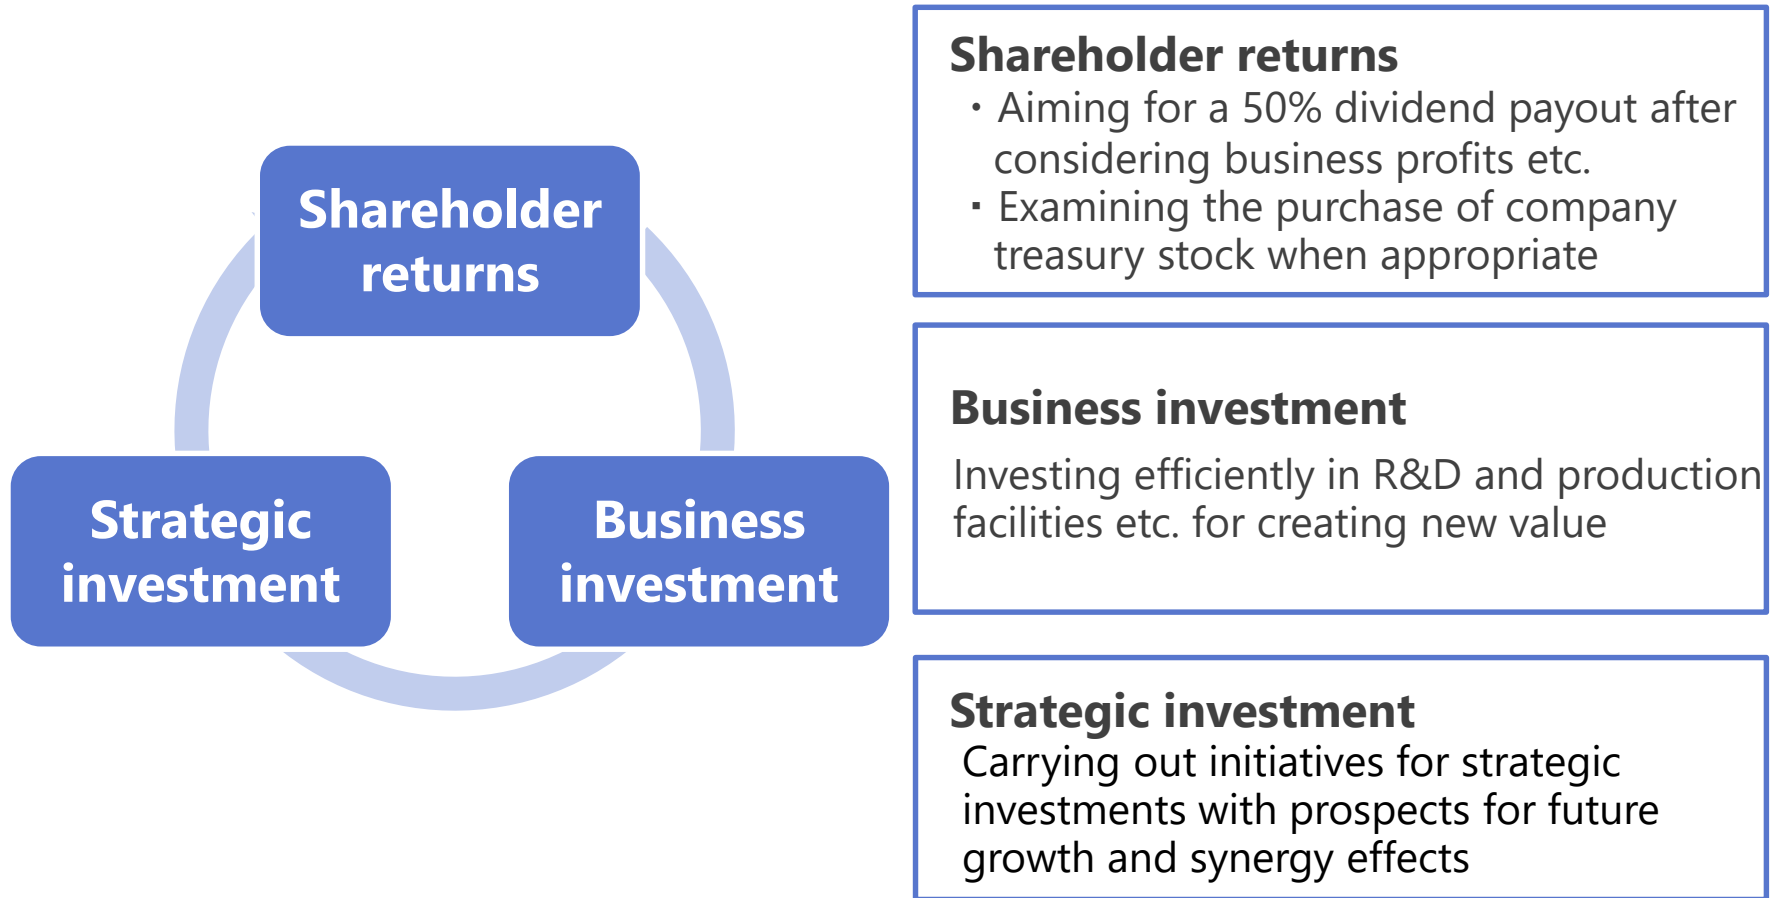 Shareholder
returns
Strategic
investment
Business
investment
Shareholder returns
・Aiming for a 50% dividend payout after
considering business profits etc.
・Examining the purchase of company
treasury stock when appropriate
Business investment
Investing efficiently in R&D and production
facilities etc. for creating new value
Strategic investment
Carrying out initiatives for strategic
investments with prospects for future
growth and synergy effects